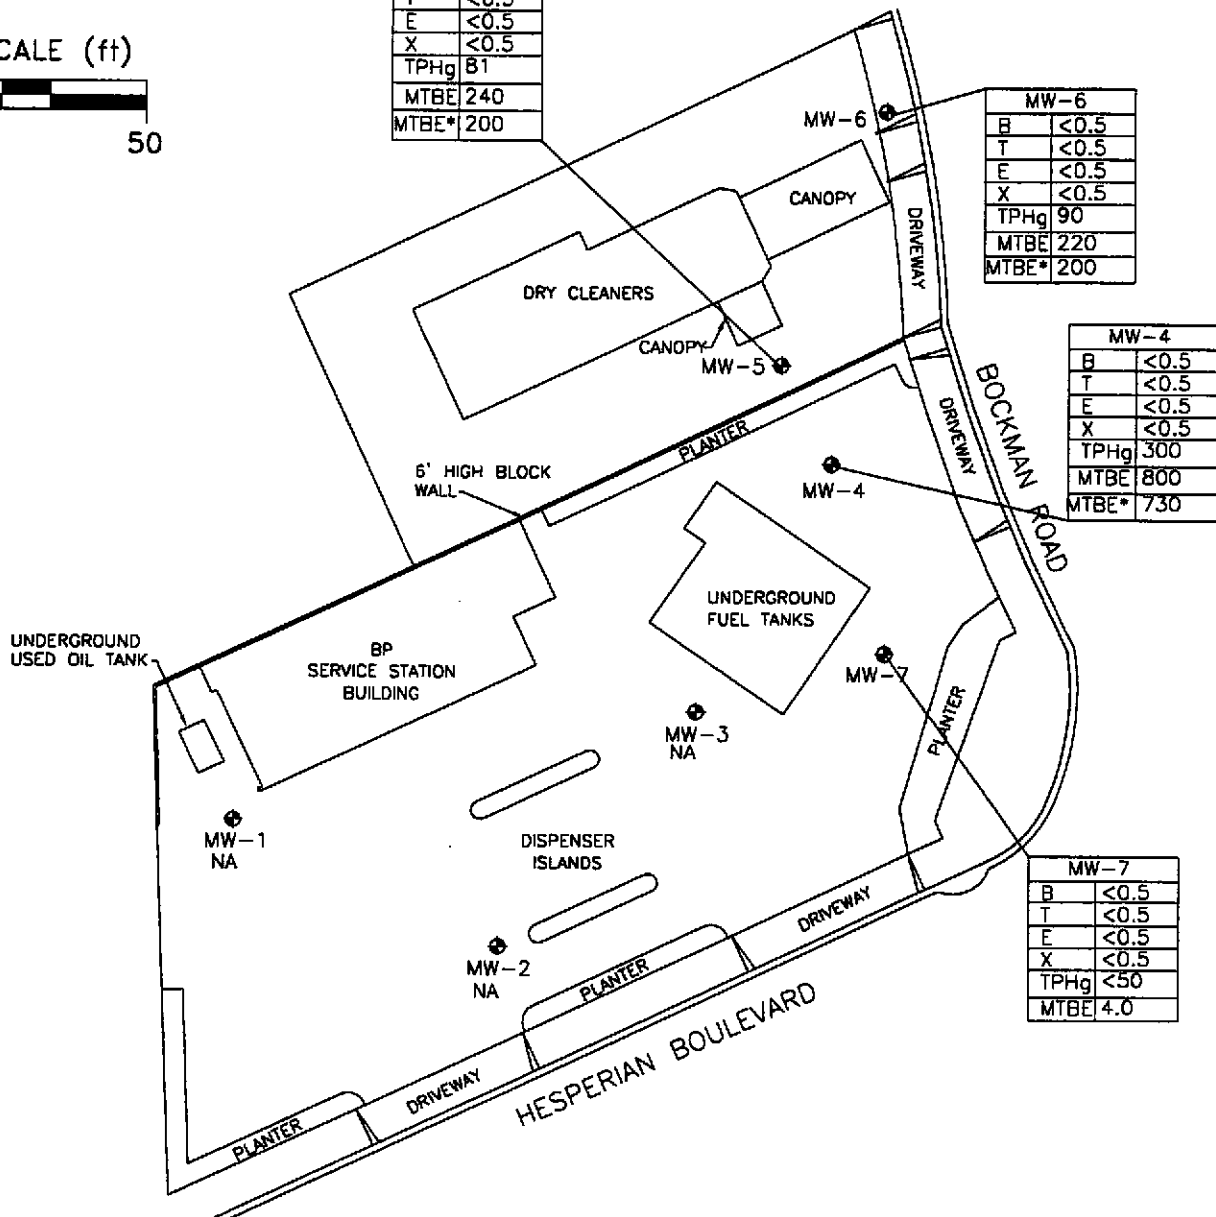 <0.5
E <0.5
X <0.5
TPHg 81
MTBE 240
MTBE* 200
SCALE (ft)
50
MW-6
MW-6
B <0.5
T <0.5
E <0.5
X <0.5
TPHg 90
MTBE 220
MTBE* 200
CANOPY
DRIVEWAY
DRY CLEANERS
CANOPY
MW-5
MW-4
B <0.5
T <0.5
E <0.5
X <0.5
TPHg 300
MTBE 800
MTBE* 730
BOCKMAN ROAD
DRIVEWAY
PLANTER
6' HIGH BLOCK
WALL
MW-4
UNDERGROUND
FUEL TANKS
UNDERGROUND
USED OIL TANK
BP
SERVICE STATION
BUILDING
MW-7
PLANTER
MW-3
NA
MW-1
NA
DISPENSER
ISLANDS
MW-7
B <0.5
T <0.5
E <0.5
X <0.5
TPHg <50
MTBE 4.0
DRIVEWAY
MW-2
NA
PLANTER
HESPERIAN BOULEVARD
DRIVEWAY
PLANTER